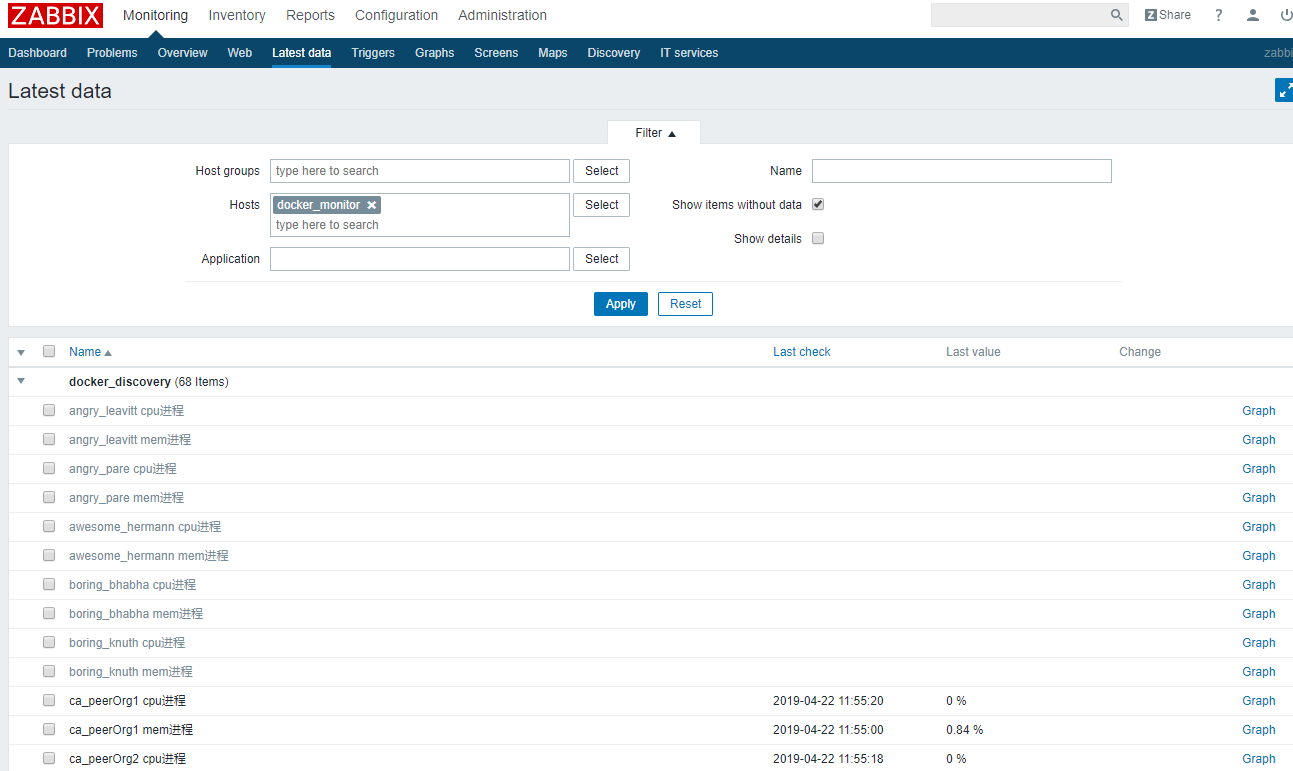 ZABBIX Monitoring Inventory Reports Configuration Administration Z Share ?
Dashboard Problems Overview Web Latest data Triggers Graphs Screens Maps Discovery IT services zabbi
Latest data
Filter ▲
Host groups type here to search Select Name
Hosts docker_monitor ✖ Select Show items without data
type here to search
Show details
Application Select
Apply Reset
Name ▲ Last check Last value Change
docker_discovery (68 Items)
angry_leavitt cpu进程 Graph
angry_leavitt mem进程 Graph
angry_pare cpu进程 Graph
angry_pare mem进程 Graph
awesome_hermann cpu进程 Graph
awesome_hermann mem进程 Graph
boring_bhabha cpu进程 Graph
boring_bhabha mem进程 Graph
boring_knuth cpu进程 Graph
boring_knuth mem进程 Graph
ca_peerOrg1 cpu进程 2019-04-22 11:55:20 0 % Graph
ca_peerOrg1 mem进程 2019-04-22 11:55:00 0.84 % Graph
ca_peerOrg2 cpu进程 2019-04-22 11:55:18 0 % Graph